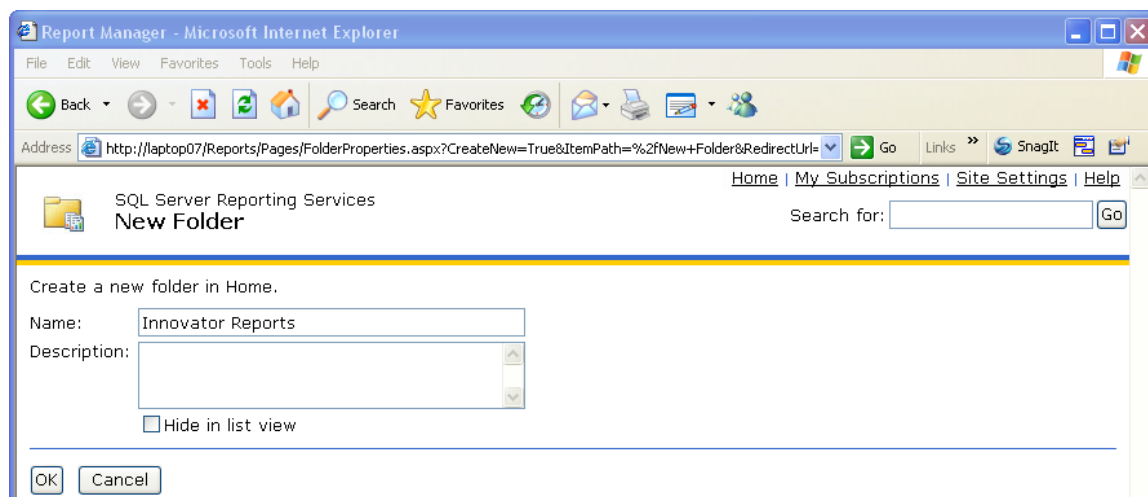 Report Manager - Microsoft Internet Explorer
File Edit View Favorites Tools Help
Back Search Favorites
Address http://laptop07/Reports/Pages/FolderProperties.aspx?CreateNew=True&ItemPath=%2fNew+Folder&RedirectUrl= Go Links » SnagIt
Home | My Subscriptions | Site Settings | Help
SQL Server Reporting Services
New Folder
Search for: Go
Create a new folder in Home.
Name: Innovator Reports
Description:
Hide in list view
OK Cancel